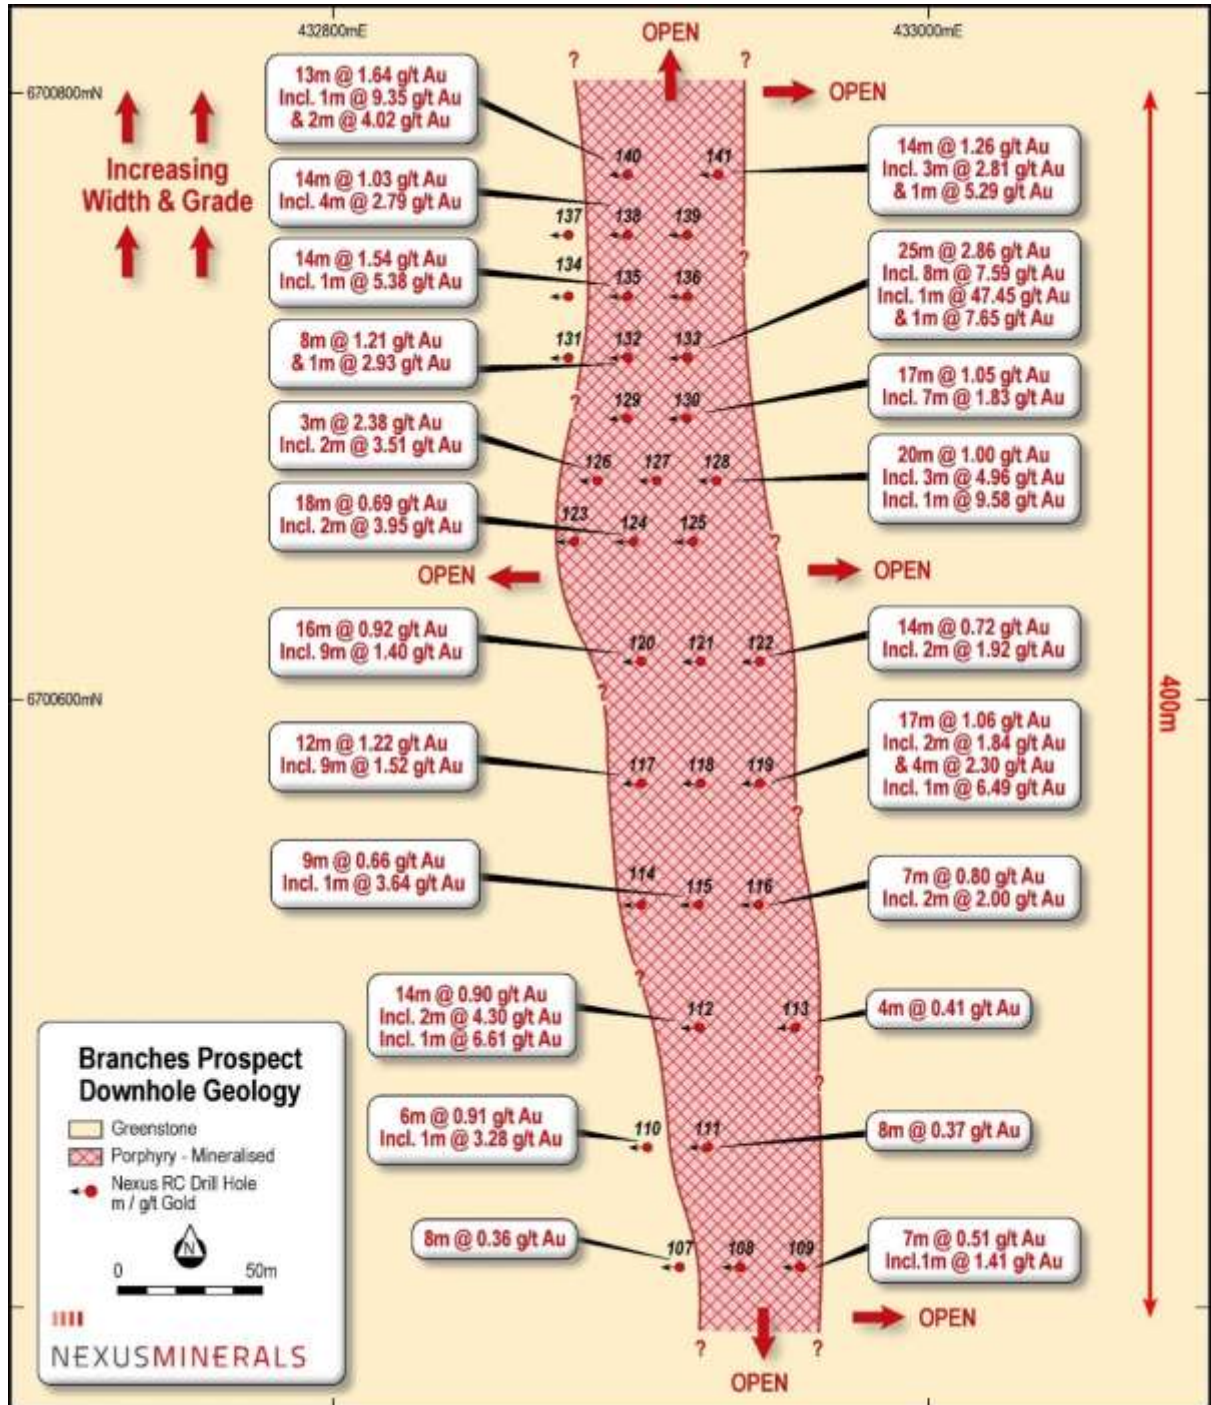 432800mE
433000mE
OPEN
?
?
6700800mN
OPEN
Increasing
Width & Grade
13m @ 1.64 g/t Au
Incl. 1m @ 9.35 g/t Au
& 2m @ 4.02 g/t Au
140
141
14m @ 1.26 g/t Au
Incl. 3m @ 2.81 g/t Au
& 1m @ 5.29 g/t Au
14m @ 1.03 g/t Au
Incl. 4m @ 2.79 g/t Au
137
138
139
?
14m @ 1.54 g/t Au
Incl. 1m @ 5.38 g/t Au
134
135
136
25m @ 2.86 g/t Au
Incl. 8m @ 7.59 g/t Au
Incl. 1m @ 47.45 g/t Au
& 1m @ 7.65 g/t Au
8m @ 1.21 g/t Au
& 1m @ 2.93 g/t Au
131
132
133
17m @ 1.05 g/t Au
Incl. 7m @ 1.83 g/t Au
?
129
130
3m @ 2.38 g/t Au
Incl. 2m @ 3.51 g/t Au
126
127
128
20m @ 1.00 g/t Au
Incl. 3m @ 4.96 g/t Au
Incl. 1m @ 9.58 g/t Au
18m @ 0.69 g/t Au
Incl. 2m @ 3.95 g/t Au
123
124
125
?
OPEN
OPEN
16m @ 0.92 g/t Au
Incl. 9m @ 1.40 g/t Au
120
121
122
14m @ 0.72 g/t Au
Incl. 2m @ 1.92 g/t Au
6700600mN
?
400m
12m @ 1.22 g/t Au
Incl. 9m @ 1.52 g/t Au
117
118
119
17m @ 1.06 g/t Au
Incl. 2m @ 1.84 g/t Au
& 4m @ 2.30 g/t Au
Incl. 1m @ 6.49 g/t Au
?
9m @ 0.66 g/t Au
Incl. 1m @ 3.64 g/t Au
114
115
116
7m @ 0.80 g/t Au
Incl. 2m @ 2.00 g/t Au
?
14m @ 0.90 g/t Au
Incl. 2m @ 4.30 g/t Au
Incl. 1m @ 6.61 g/t Au
112
113
4m @ 0.41 g/t Au
?
6m @ 0.91 g/t Au
Incl. 1m @ 3.28 g/t Au
110
111
8m @ 0.37 g/t Au
8m @ 0.36 g/t Au
107
108
109
7m @ 0.51 g/t Au
Incl.1m @ 1.41 g/t Au
OPEN
?
?
OPEN
Branches Prospect
Downhole Geology
Greenstone
Porphyry - Mineralised
Nexus RC Drill Hole
m / g/t Gold
N
0
50m
NEXUSMINERALS